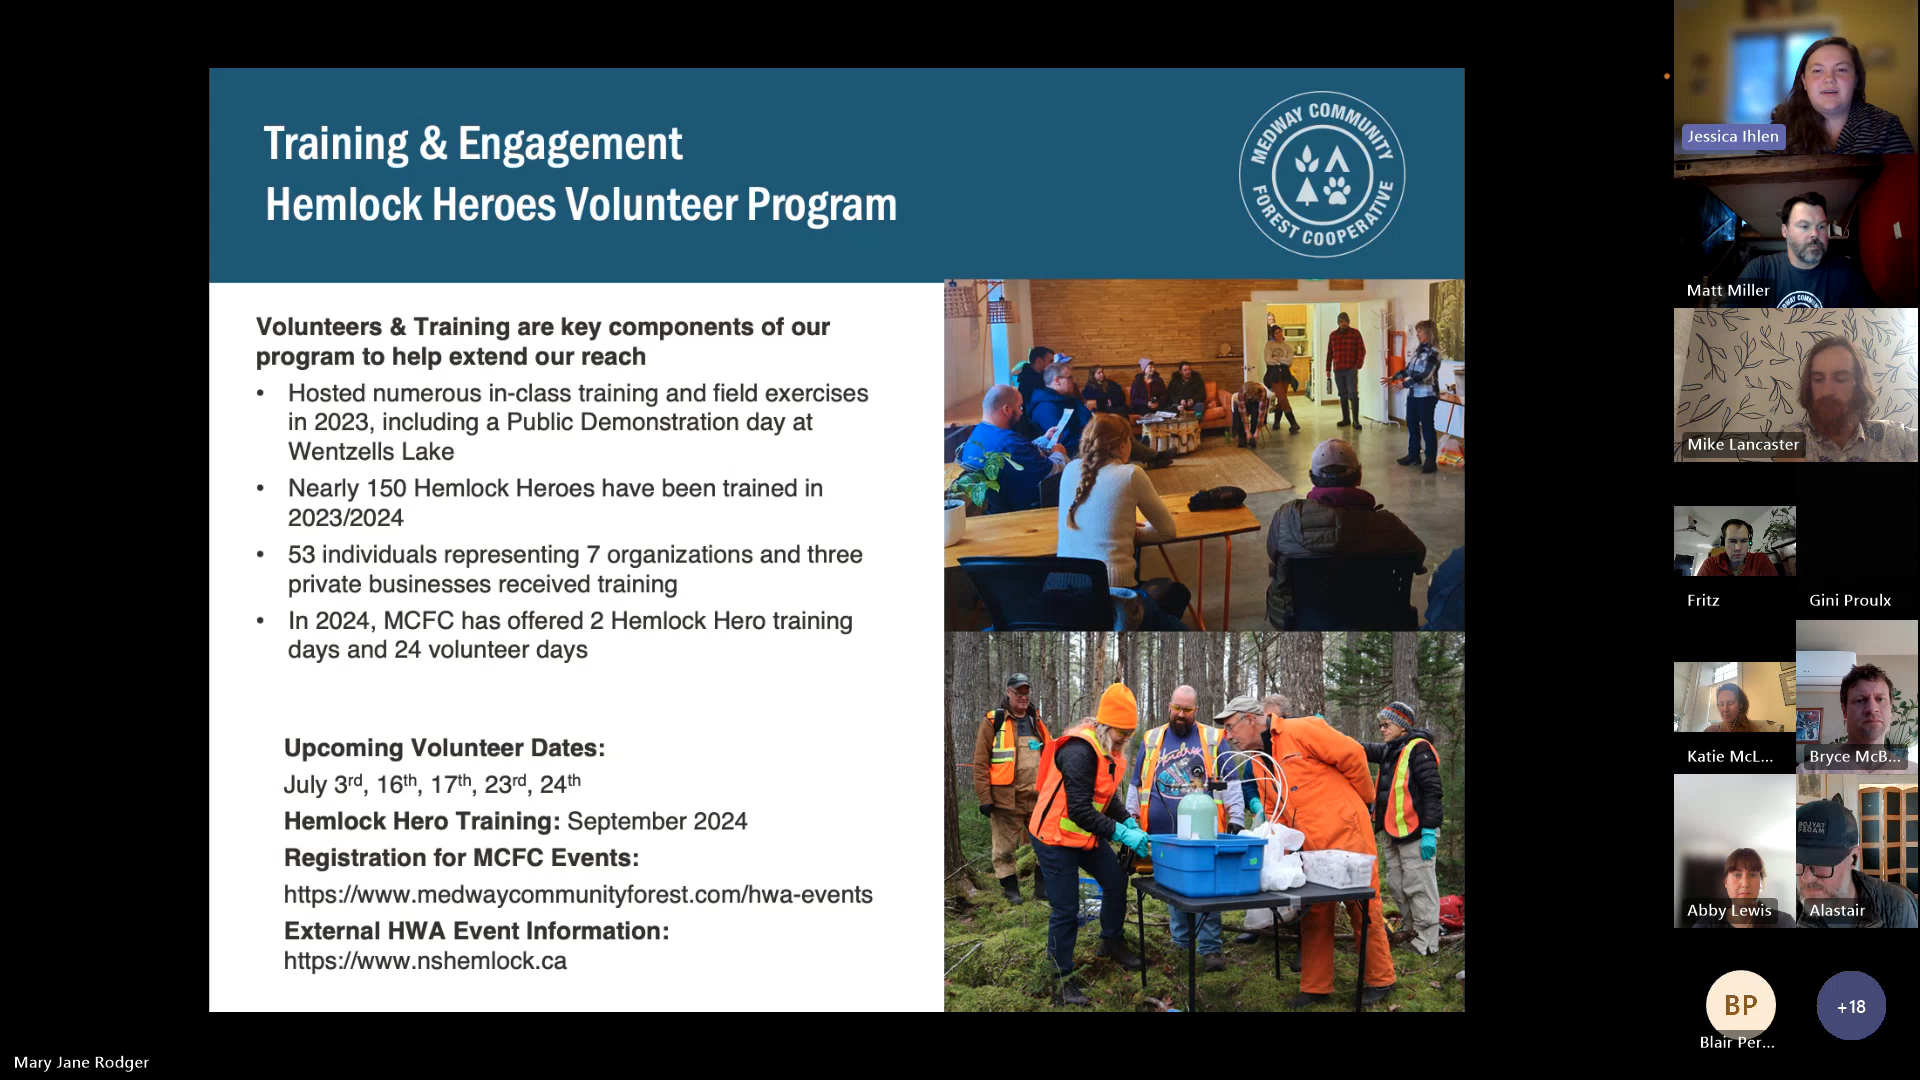 Training & Engagement
Hemlock Heroes Volunteer Program
MEDWAY COMMUNITY
FOREST COOPERATIVE
Volunteers & Training are key components of our
program to help extend our reach
• Hosted numerous in-class training and field exercises
in 2023, including a Public Demonstration day at
Wentzells Lake
• Nearly 150 Hemlock Heroes have been trained in
2023/2024
• 53 individuals representing 7 organizations and three
private businesses received training
• In 2024, MCFC has offered 2 Hemlock Hero training
days and 24 volunteer days
Upcoming Volunteer Dates:
July 3rd, 16th, 17th, 23rd, 24th
Hemlock Hero Training: September 2024
Registration for MCFC Events:
https://www.medwaycommunityforest.com/hwa-events
External HWA Event Information:
https://www.nshemlock.ca
Jessica Ihlen
Matt Miller
Mike Lancaster
Fritz
Gini Proulx
Katie McL...
Bryce McB...
Abby Lewis
Alastair
BP
+18
Blair Per...
Mary Jane Rodger